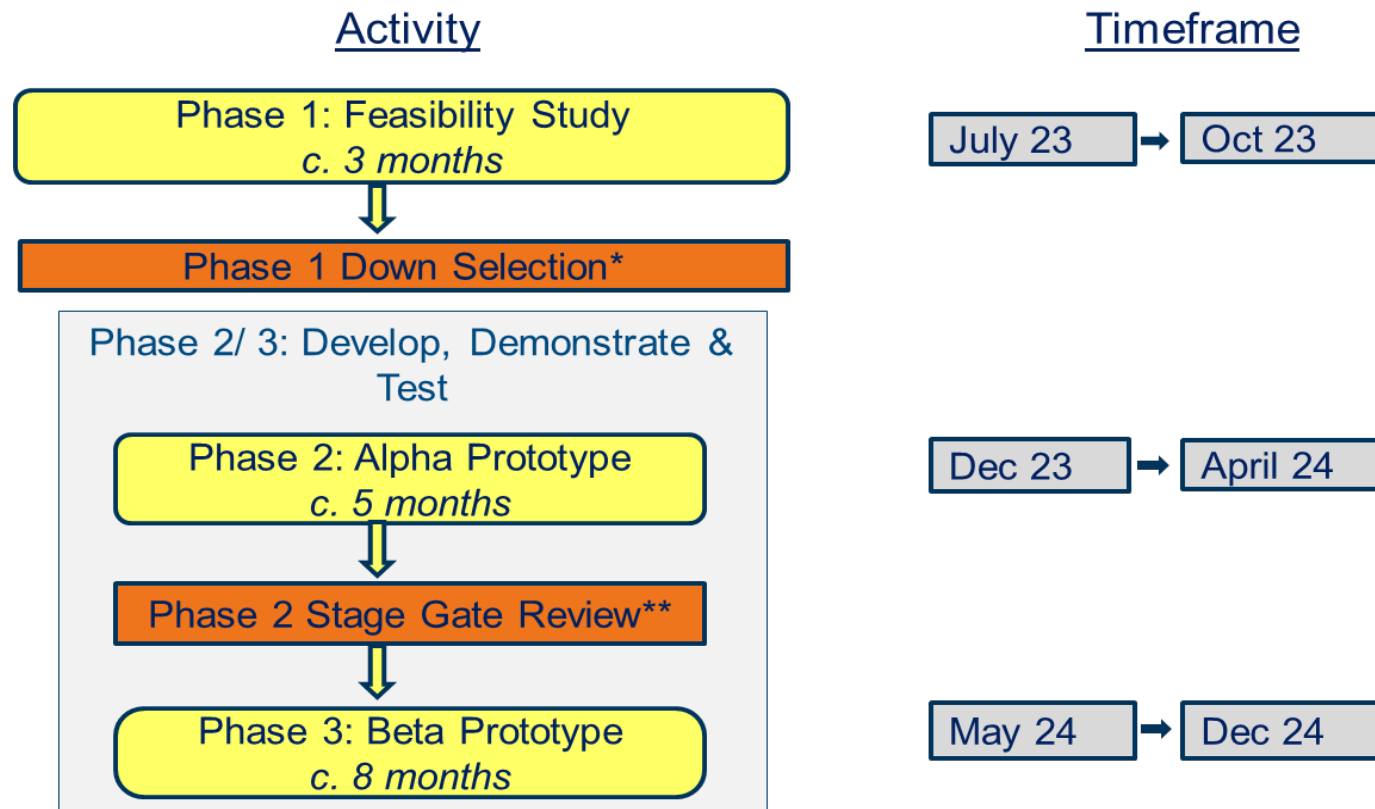 Activity
Timeframe
Phase 1: Feasibility Study
c. 3 months
July 23
Oct 23
Phase 1 Down Selection*
Phase 2/ 3: Develop, Demonstrate &
Test
Phase 2: Alpha Prototype
c. 5 months
Dec 23
April 24
Phase 2 Stage Gate Review**
Phase 3: Beta Prototype
c. 8 months
May 24
Dec 24